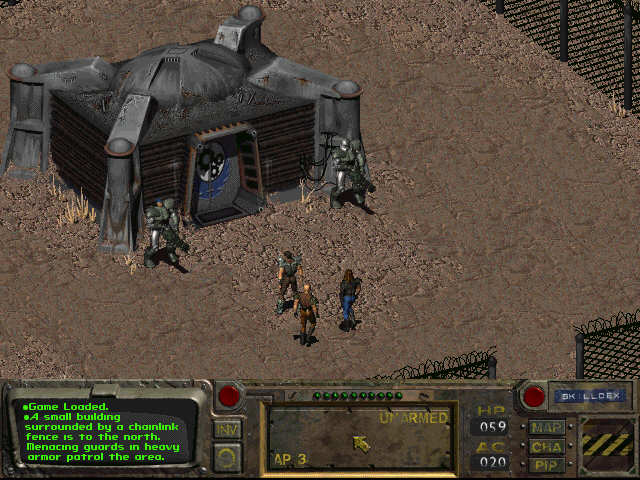 ●Game Loaded.
●A small building
surrounded by a chainlink
fence is to the north.
Menacing guards in heavy
armor patrol the area.
INV
UNARMED
AP 3
HP
059
AC
020
SKILLDEX
MAP
CHA
PIP